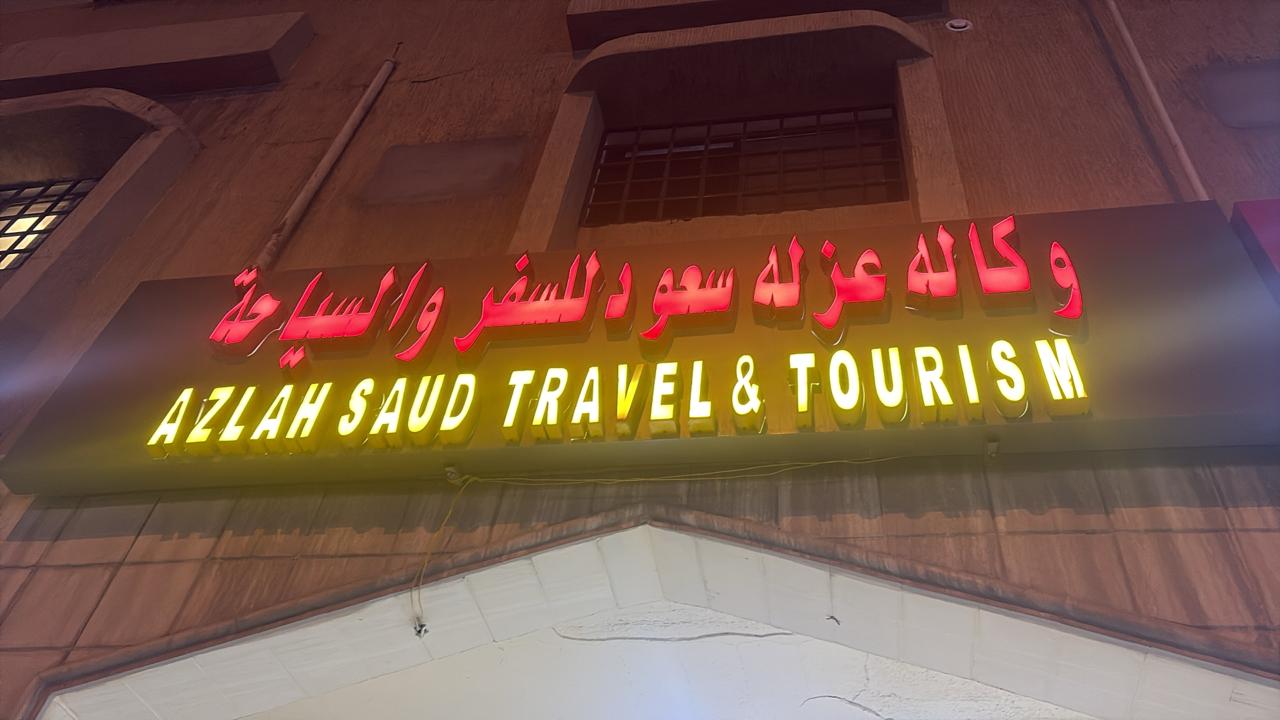 وكاله عزله سعود للسفر والسياحة
AZLAH SAUD TRAVEL & TOURISM